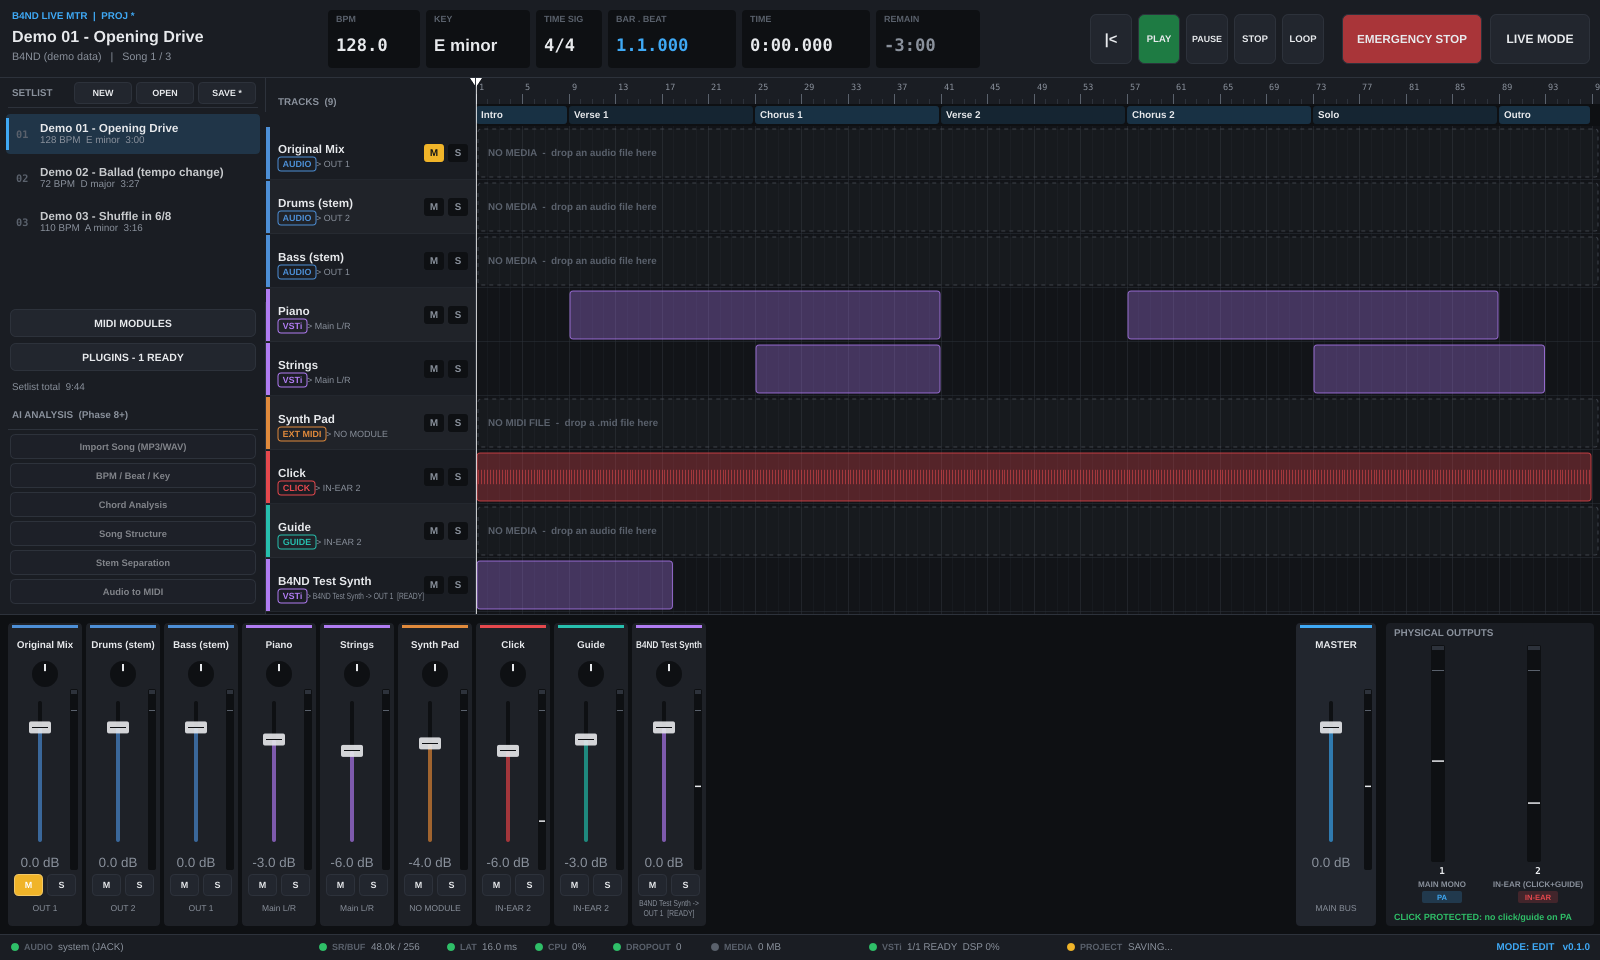 B4ND LIVE MTR | PROJ *
Demo 01 - Opening Drive
B4ND (demo data) | Song 1 / 3
BPM
128.0
KEY
E minor
TIME SIG
4/4
BAR . BEAT
1.1.000
TIME
0:00.000
REMAIN
-3:00
|<
PLAY
PAUSE
STOP
LOOP
EMERGENCY STOP
LIVE MODE
SETLIST
NEW
OPEN
SAVE *
01
Demo 01 - Opening Drive
128 BPM E minor 3:00
02
Demo 02 - Ballad (tempo change)
72 BPM D major 3:27
03
Demo 03 - Shuffle in 6/8
110 BPM A minor 3:16
MIDI MODULES
PLUGINS - 1 READY
Setlist total 9:44
AI ANALYSIS (Phase 8+)
Import Song (MP3/WAV)
BPM / Beat / Key
Chord Analysis
Song Structure
Stem Separation
Audio to MIDI
TRACKS (9)
1 5 9 13 17 21 25 29 33 37 41 45 49 53 57 61 65 69 73 77 81 85 89 93 9
Intro Verse 1 Chorus 1 Verse 2 Chorus 2 Solo Outro
Original Mix
AUDIO > OUT 1
M S
NO MEDIA - drop an audio file here
Drums (stem)
AUDIO > OUT 2
M S
NO MEDIA - drop an audio file here
Bass (stem)
AUDIO > OUT 1
M S
NO MEDIA - drop an audio file here
Piano
VSTi > Main L/R
M S
Strings
VSTi > Main L/R
M S
Synth Pad
EXT MIDI > NO MODULE
M S
NO MIDI FILE - drop a .mid file here
Click
CLICK > IN-EAR 2
M S
Guide
GUIDE > IN-EAR 2
M S
NO MEDIA - drop an audio file here
B4ND Test Synth
VSTi > B4ND Test Synth -> OUT 1 [READY]
M S
Original Mix
0.0 dB
M S
OUT 1
Drums (stem)
0.0 dB
M S
OUT 2
Bass (stem)
0.0 dB
M S
OUT 1
Piano
-3.0 dB
M S
Main L/R
Strings
-6.0 dB
M S
Main L/R
Synth Pad
-4.0 dB
M S
NO MODULE
Click
-6.0 dB
M S
IN-EAR 2
Guide
-3.0 dB
M S
IN-EAR 2
B4ND Test Synth
0.0 dB
M S
B4ND Test Synth ->
OUT 1 [READY]
MASTER
0.0 dB
MAIN BUS
PHYSICAL OUTPUTS
1
MAIN MONO
PA
2
IN-EAR (CLICK+GUIDE)
IN-EAR
CLICK PROTECTED: no click/guide on PA
AUDIO system (JACK)
SR/BUF 48.0k / 256
LAT 16.0 ms
CPU 0%
DROPOUT 0
MEDIA 0 MB
VSTi 1/1 READY DSP 0%
PROJECT SAVING...
MODE: EDIT v0.1.0